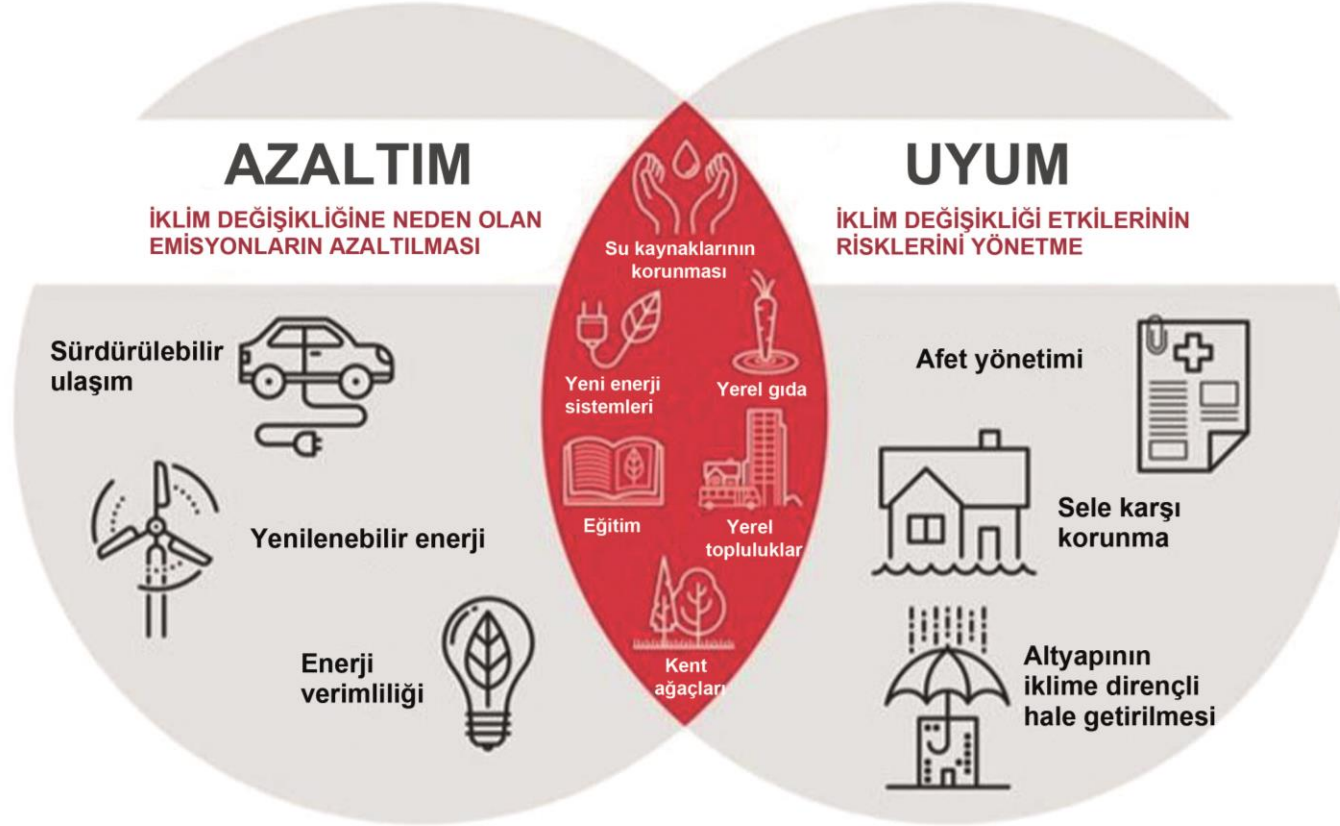 AZALTIM
İKLİM DEĞİŞİKLİĞİNE NEDEN OLAN
EMİSYONLARIN AZALTILMASI
Sürdürülebilir
ulaşım
Yenilenebilir enerji
Enerji
verimliliği
Su kaynaklarının
korunması
Yeni enerji
sistemleri
Yerel gıda
Eğitim
Yerel
topluluklar
Kent
ağaçları
UYUM
İKLİM DEĞİŞİKLİĞİ ETKİLERİNİN
RİSKLERİNİ YÖNETME
Afet yönetimi
Sele karşı
korunma
Altyapının
iklime dirençli
hale getirilmesi